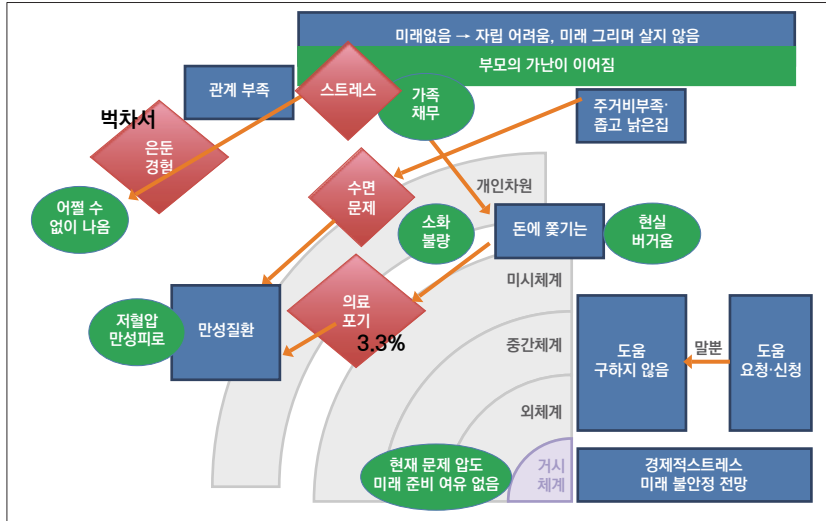 미래없음 → 자립 어려움, 미래 그리며 살지 않음
부모의 가난이 이어짐
관계 부족
스트레스
가족
채무
주거비부족·
좁고 낡은집
벅차서
은둔
경험
수면
문제
개인차원
어쩔 수
없이 나옴
소화
불량
돈에 쫓기는
현실
버거움
미시체계
의료
포기
3.3%
저혈압
만성피로
만성질환
중간체계
도움
구하지 않음
말뿐
도움
요청·신청
외체계
현재 문제 압도
미래 준비 여유 없음
거시
체계
경제적스트레스
미래 불안정 전망